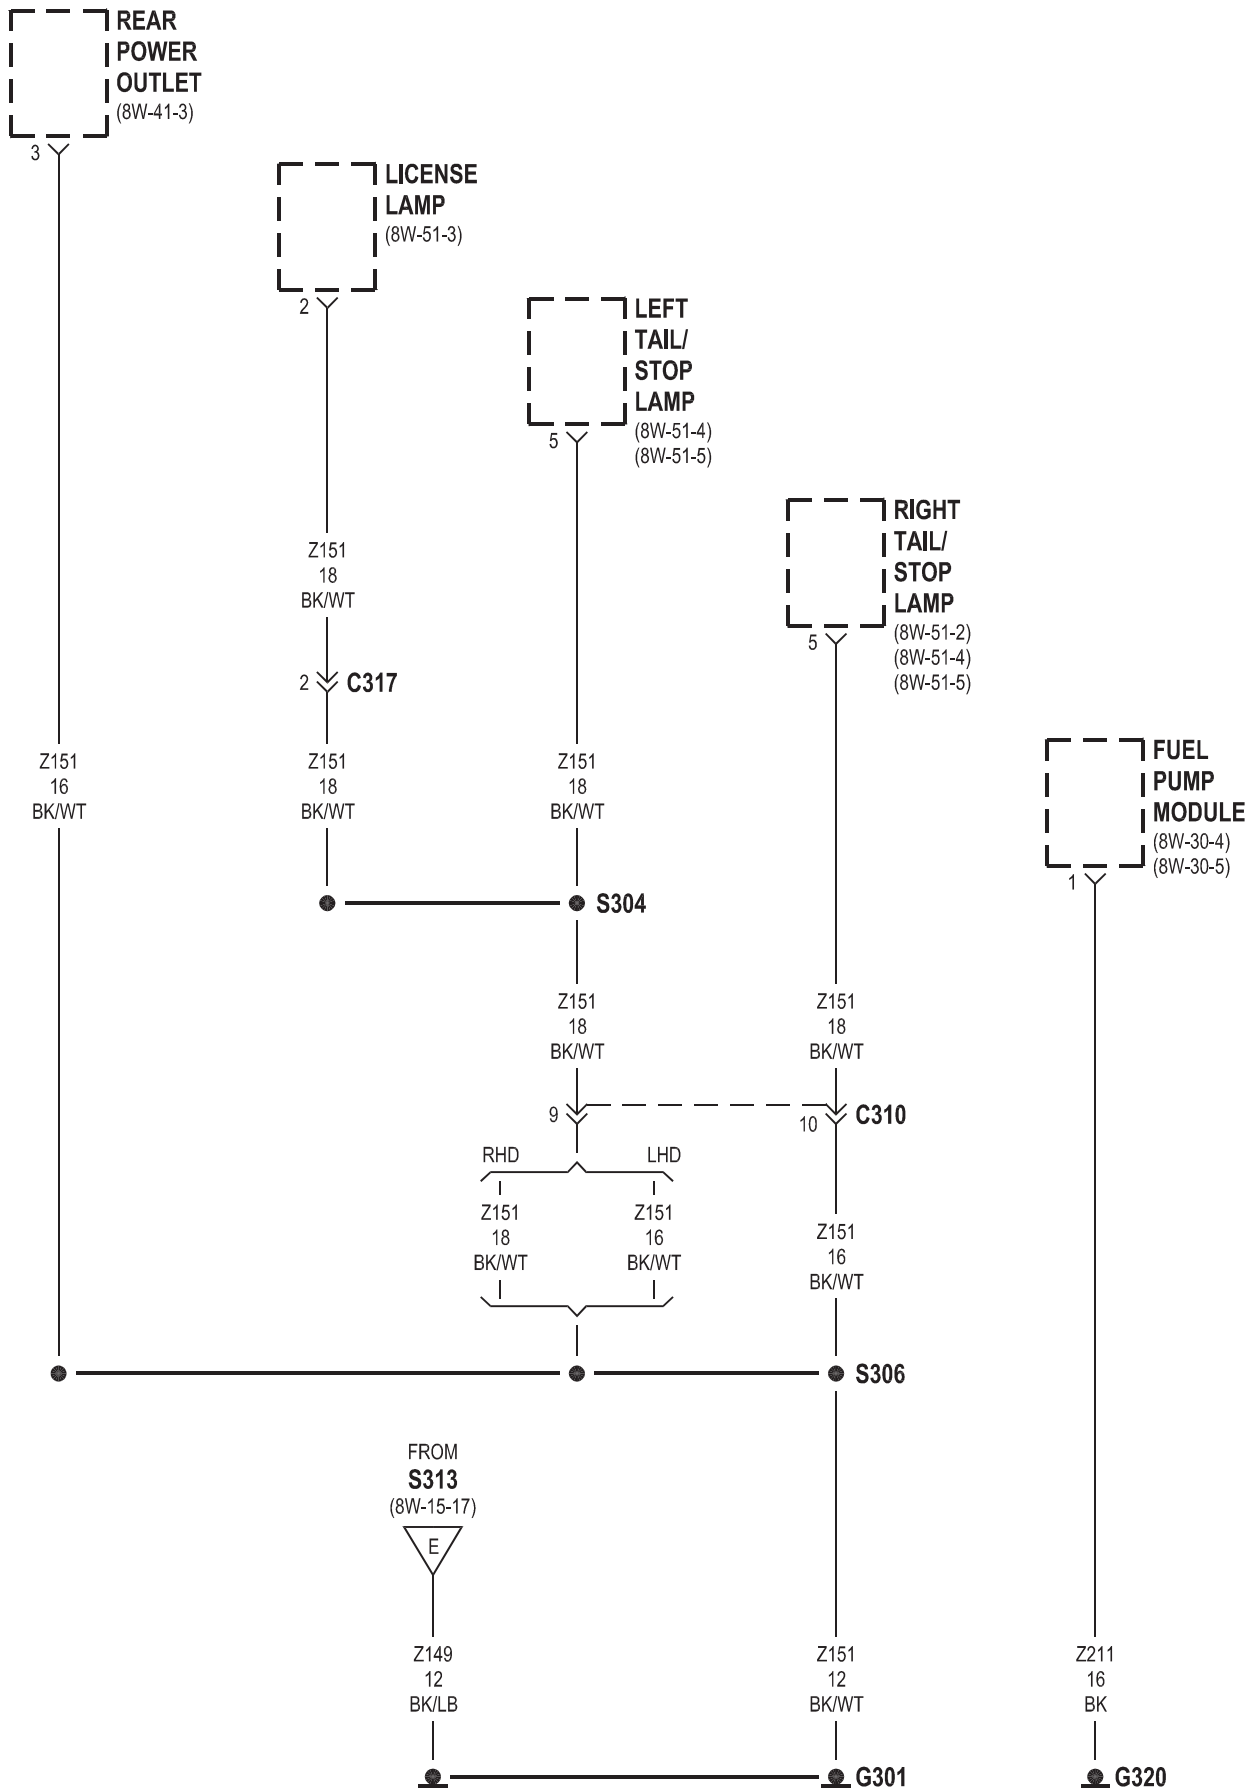 REAR
POWER
OUTLET
(8W-41-3)
3
LICENSE
LAMP
(8W-51-3)
2
LEFT
TAIL/
STOP
LAMP
(8W-51-4)
(8W-51-5)
5
RIGHT
TAIL/
STOP
LAMP
(8W-51-2)
(8W-51-4)
(8W-51-5)
5
Z151
18
BK/WT
2 C317
FUEL
PUMP
MODULE
(8W-30-4)
(8W-30-5)
1
Z151
16
BK/WT
Z151
18
BK/WT
Z151
18
BK/WT
S304
Z151
18
BK/WT
Z151
18
BK/WT
9
10 C310
RHD
LHD
Z151
18
BK/WT
Z151
16
BK/WT
Z151
16
BK/WT
S306
FROM
S313
(8W-15-17)
E
Z149
12
BK/LB
Z151
12
BK/WT
Z211
16
BK
G301
G320